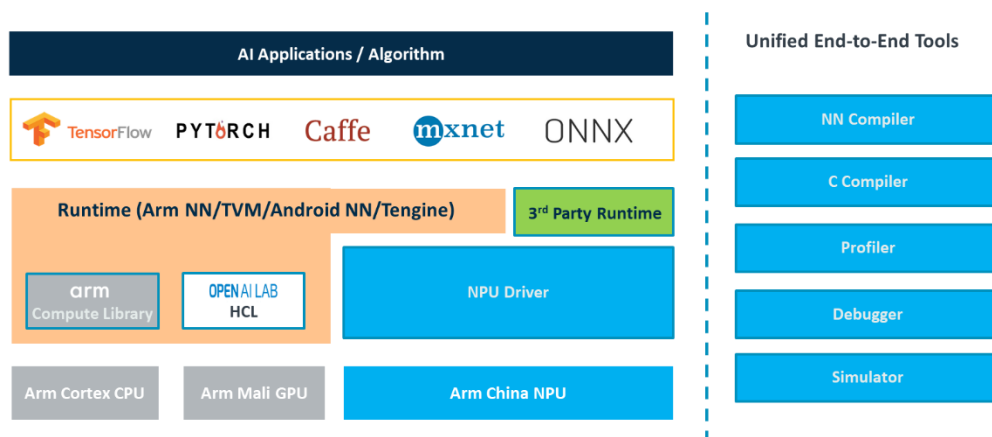 AI Applications / Algorithm
TensorFlow PYTORCH Caffe mxnet ONNX
Runtime (Arm NN/TVM/Android NN/Tengine)
3rd Party Runtime
arm
Compute Library
OPEN AI LAB
HCL
NPU Driver
Arm Cortex CPU
Arm Mali GPU
Arm China NPU
Unified End-to-End Tools
NN Compiler
C Compiler
Profiler
Debugger
Simulator